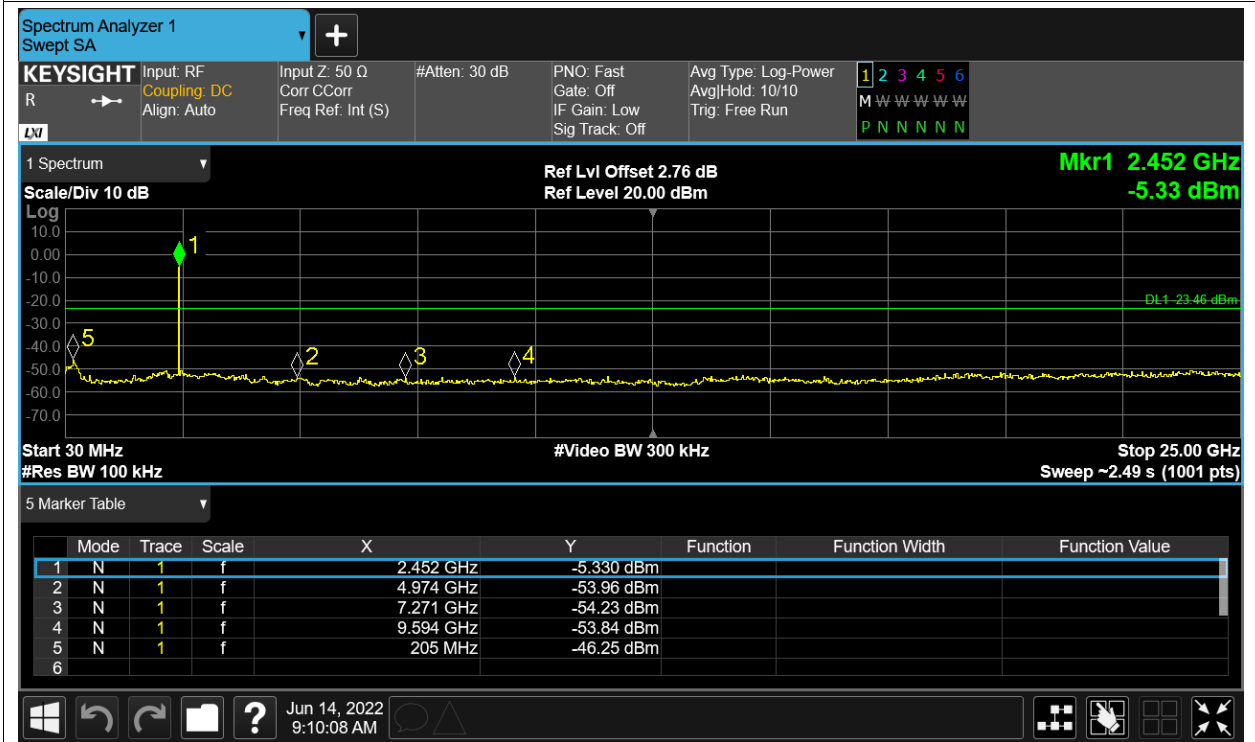 Spectrum Analyzer 1
Swept SA
+
KEYSIGHT Input: RF Input Z: 50 Ω #Atten: 30 dB PNO: Fast Avg Type: Log-Power 1 2 3 4 5 6
R Coupling: DC Corr CCorr Gate: Off Avg|Hold: 10/10 M W W W W W
Align: Auto Freq Ref: Int (S) IF Gain: Low Trig: Free Run
LXI Sig Track: Off P N N N N N
1 Spectrum Ref Lvl Offset 2.76 dB Mkr1 2.452 GHz
Scale/Div 10 dB Ref Level 20.00 dBm -5.33 dBm
Log
10.0
0.00 1
-10.0
-20.0 DL1 -23.46 dBm
-30.0
-40.0 5 2 3 4
-50.0
-60.0
-70.0
Start 30 MHz #Video BW 300 kHz Stop 25.00 GHz
#Res BW 100 kHz Sweep ~2.49 s (1001 pts)
5 Marker Table
Mode Trace Scale X Y Function Function Width Function Value
1 N 1 f 2.452 GHz -5.330 dBm
2 N 1 f 4.974 GHz -53.96 dBm
3 N 1 f 7.271 GHz -54.23 dBm
4 N 1 f 9.594 GHz -53.84 dBm
5 N 1 f 205 MHz -46.25 dBm
6
? Jun 14, 2022
9:10:08 AM